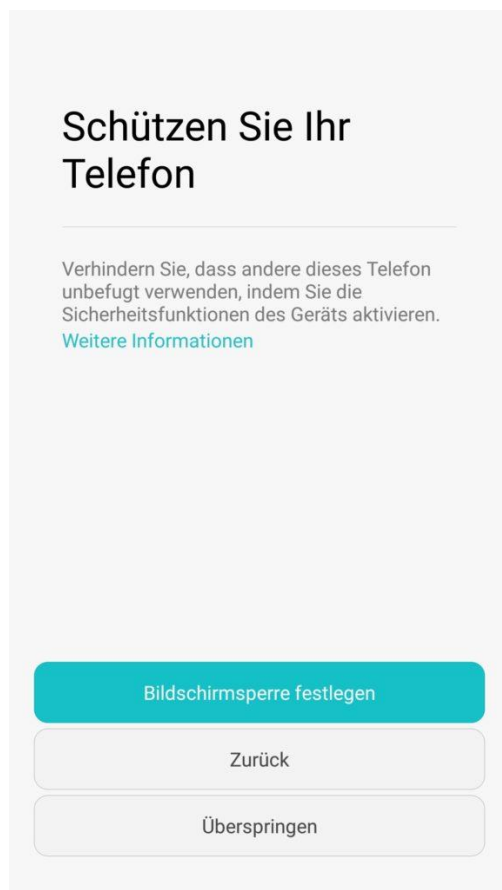 Schützen Sie Ihr
Telefon
Verhindern Sie, dass andere dieses Telefon
unbefugt verwenden, indem Sie die
Sicherheitsfunktionen des Geräts aktivieren.
Weitere Informationen
Bildschirmsperre festlegen
Zurück
Überspringen